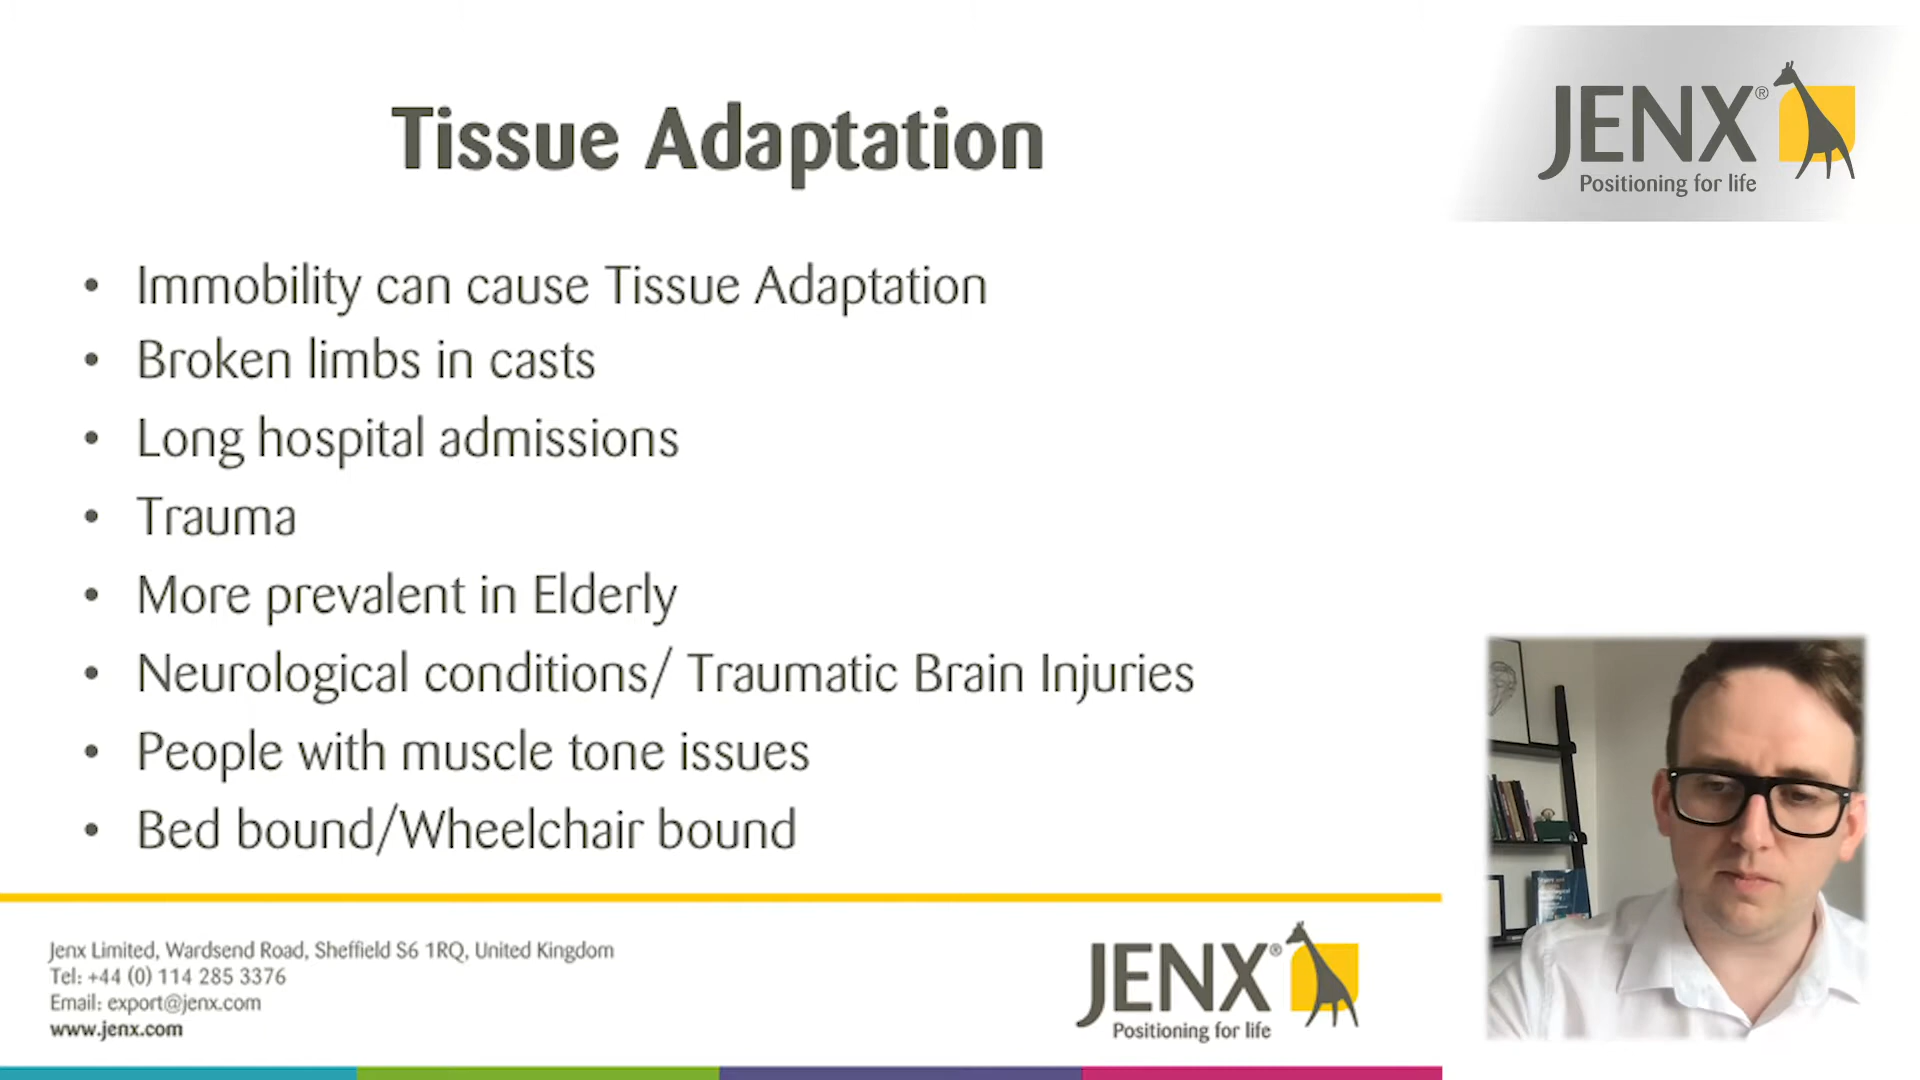 Tissue Adaptation
JENX®
Positioning for life
• Immobility can cause Tissue Adaptation
• Broken limbs in casts
• Long hospital admissions
• Trauma
• More prevalent in Elderly
• Neurological conditions/ Traumatic Brain Injuries
• People with muscle tone issues
• Bed bound/Wheelchair bound
Jenx Limited, Wardsend Road, Sheffield S6 1RQ, United Kingdom
Tel: +44 (0) 114 285 3376
Email: export@jenx.com
www.jenx.com
JENX®
Positioning for life